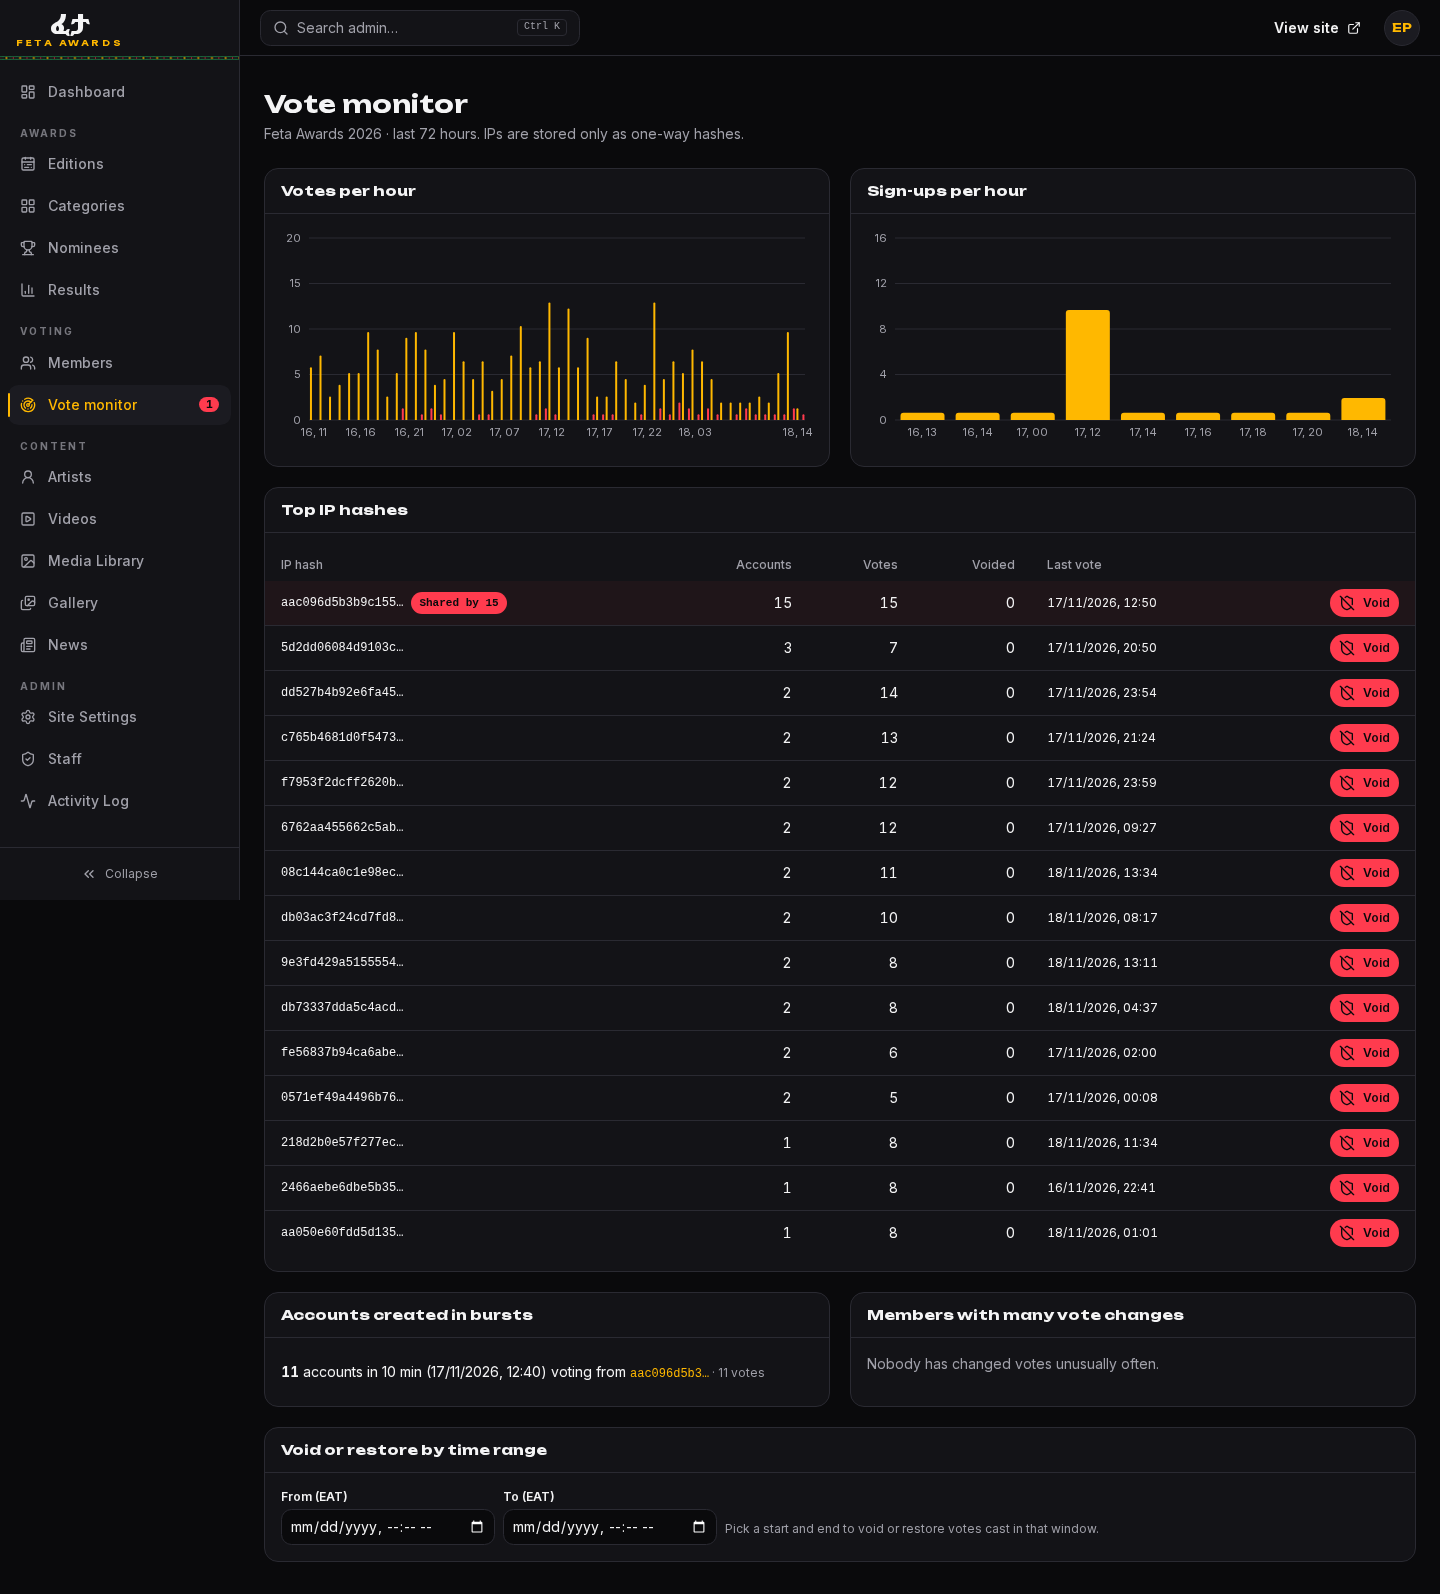 FETA AWARDS
Search admin…
Ctrl K
View site
EP
Dashboard
AWARDS
Editions
Categories
Nominees
Results
VOTING
Members
Vote monitor
1
CONTENT
Artists
Videos
Media Library
Gallery
News
ADMIN
Site Settings
Staff
Activity Log
Collapse
Vote monitor
Feta Awards 2026 · last 72 hours. IPs are stored only as one-way hashes.
Votes per hour
20
15
10
5
0
16, 11 16, 16 16, 21 17, 02 17, 07 17, 12 17, 17 17, 22 18, 03 18, 14
Sign-ups per hour
16
12
8
4
0
16, 13 16, 14 17, 00 17, 12 17, 14 17, 16 17, 18 17, 20 18, 14
Top IP hashes
IP hash Accounts Votes Voided Last vote
aac096d5b3b9c155… Shared by 15 15 15 0 17/11/2026, 12:50 Void
5d2dd06084d9103c… 3 7 0 17/11/2026, 20:50 Void
dd527b4b92e6fa45… 2 14 0 17/11/2026, 23:54 Void
c765b4681d0f5473… 2 13 0 17/11/2026, 21:24 Void
f7953f2dcff2620b… 2 12 0 17/11/2026, 23:59 Void
6762aa455662c5ab… 2 12 0 17/11/2026, 09:27 Void
08c144ca0c1e98ec… 2 11 0 18/11/2026, 13:34 Void
db03ac3f24cd7fd8… 2 10 0 18/11/2026, 08:17 Void
9e3fd429a5155554… 2 8 0 18/11/2026, 13:11 Void
db73337dda5c4acd… 2 8 0 18/11/2026, 04:37 Void
fe56837b94ca6abe… 2 6 0 17/11/2026, 02:00 Void
0571ef49a4496b76… 2 5 0 17/11/2026, 00:08 Void
218d2b0e57f277ec… 1 8 0 18/11/2026, 11:34 Void
2466aebe6dbe5b35… 1 8 0 16/11/2026, 22:41 Void
aa050e60fdd5d135… 1 8 0 18/11/2026, 01:01 Void
Accounts created in bursts
11 accounts in 10 min (17/11/2026, 12:40) voting from aac096d5b3… · 11 votes
Members with many vote changes
Nobody has changed votes unusually often.
Void or restore by time range
From (EAT)
mm/dd/yyyy, --:-- --
To (EAT)
mm/dd/yyyy, --:-- --
Pick a start and end to void or restore votes cast in that window.